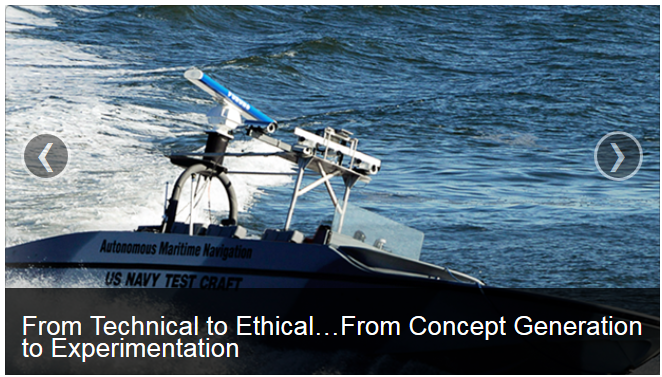 Autonomous Maritime Navigation
US NAVY TEST CRAFT
From Technical to Ethical…From Concept Generation
to Experimentation